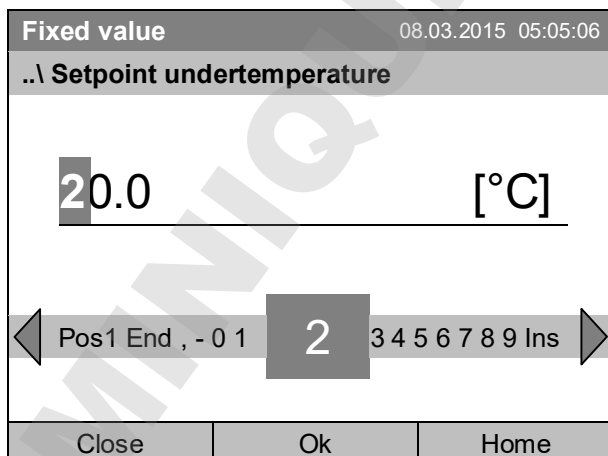 Fixed value 08.03.2015 05:05:06
..\ Setpoint undertemperature
20.0 [°C]
Pos1 End , - 0 1 2 3 4 5 6 7 8 9 Ins
Close Ok Home